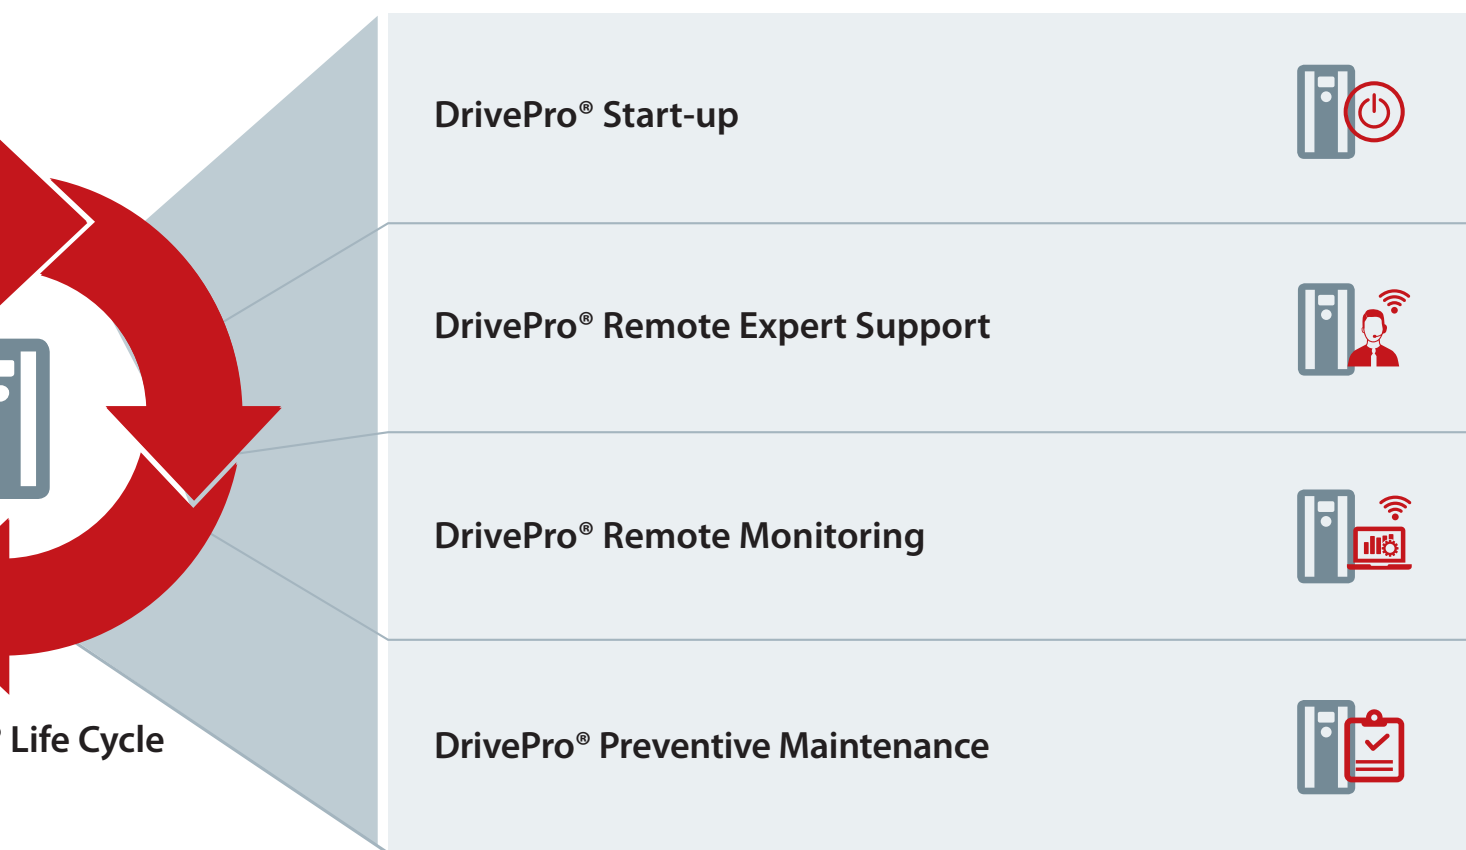 DrivePro® Start-up
DrivePro® Remote Expert Support
DrivePro® Remote Monitoring
DrivePro® Preventive Maintenance
® Life Cycle